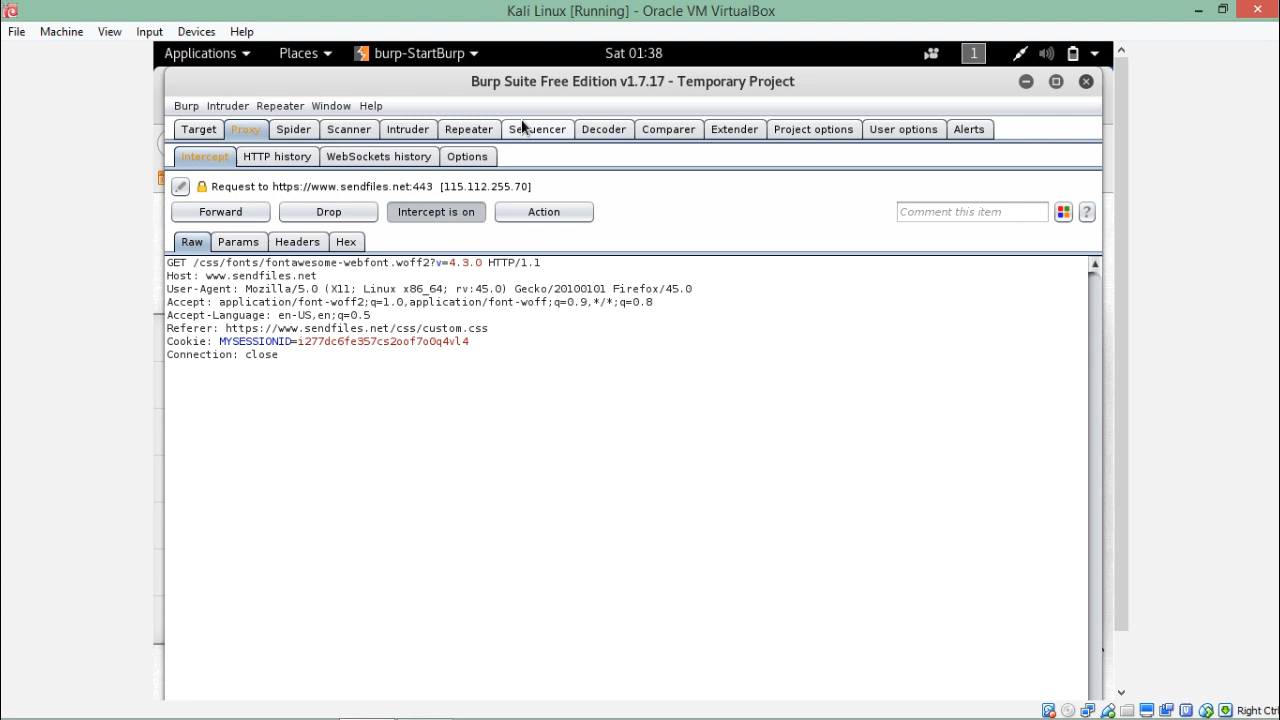 Kali Linux [Running] - Oracle VM VirtualBox
File Machine View Input Devices Help
Applications Places burp-StartBurp Sat 01:38 1
Burp Suite Free Edition v1.7.17 - Temporary Project
Burp Intruder Repeater Window Help
Target Proxy Spider Scanner Intruder Repeater Sequencer Decoder Comparer Extender Project options User options Alerts
Intercept HTTP history WebSockets history Options
Request to https://www.sendfiles.net:443 [115.112.255.70]
Forward Drop Intercept is on Action Comment this item ?
Raw Params Headers Hex
GET /css/fonts/fontawesome-webfont.woff2?v=4.3.0 HTTP/1.1
Host: www.sendfiles.net
User-Agent: Mozilla/5.0 (X11; Linux x86_64; rv:45.0) Gecko/20100101 Firefox/45.0
Accept: application/font-woff2;q=1.0,application/font-woff;q=0.9,*/*;q=0.8
Accept-Language: en-US,en;q=0.5
Referer: https://www.sendfiles.net/css/custom.css
Cookie: MYSESSIONID=i277dc6fe357cs2oof7o0q4vl4
Connection: close
Right Ctrl